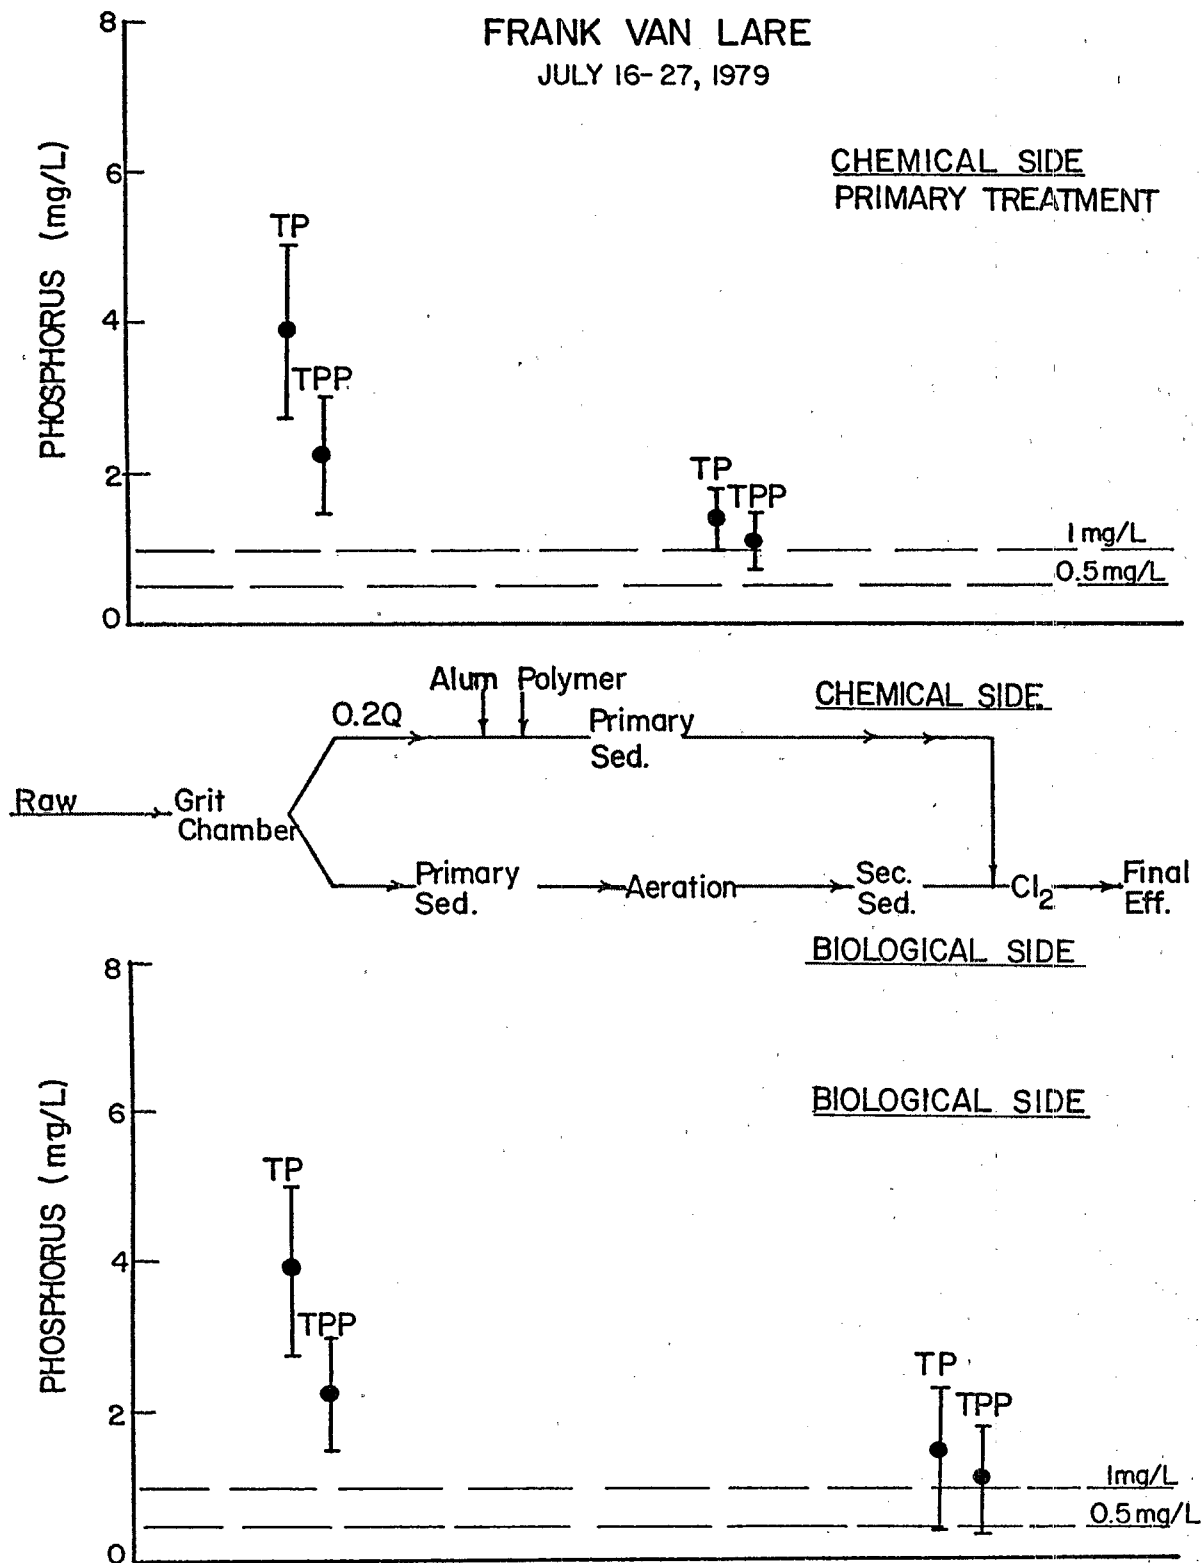 FRANK VAN LARE
JULY 16-27, 1979
CHEMICAL SIDE
PRIMARY TREATMENT
PHOSPHORUS (mg/L)
8
6
4
2
0
TP
TPP
TP
TPP
1 mg/L
0.5 mg/L
Alum Polymer
CHEMICAL SIDE
0.2Q
Primary
Sed.
Raw
Grit
Chamber
Primary
Sed.
Aeration
Sec.
Sed.
Cl2
Final
Eff.
BIOLOGICAL SIDE
BIOLOGICAL SIDE
PHOSPHORUS (mg/L)
8
6
4
2
0
TP
TPP
TP
TPP
1mg/L
0.5 mg/L